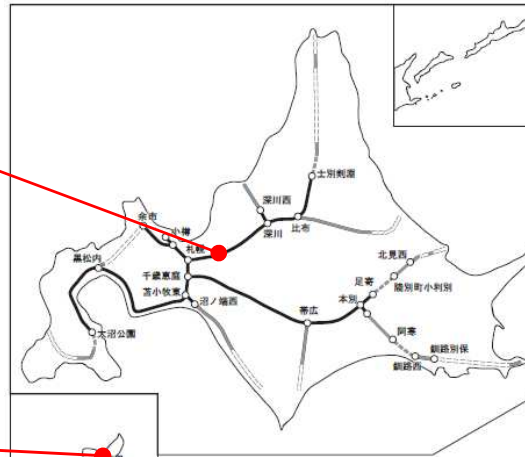 士別剣淵
深川西
深川
比布
余市
小樽
札幌
黒松内
千歳恵庭
苫小牧東
沼ノ端西
大沼公園
北見西
足寄
陸別町小利別
本別
帯広
阿寒
釧路西
釧路別保